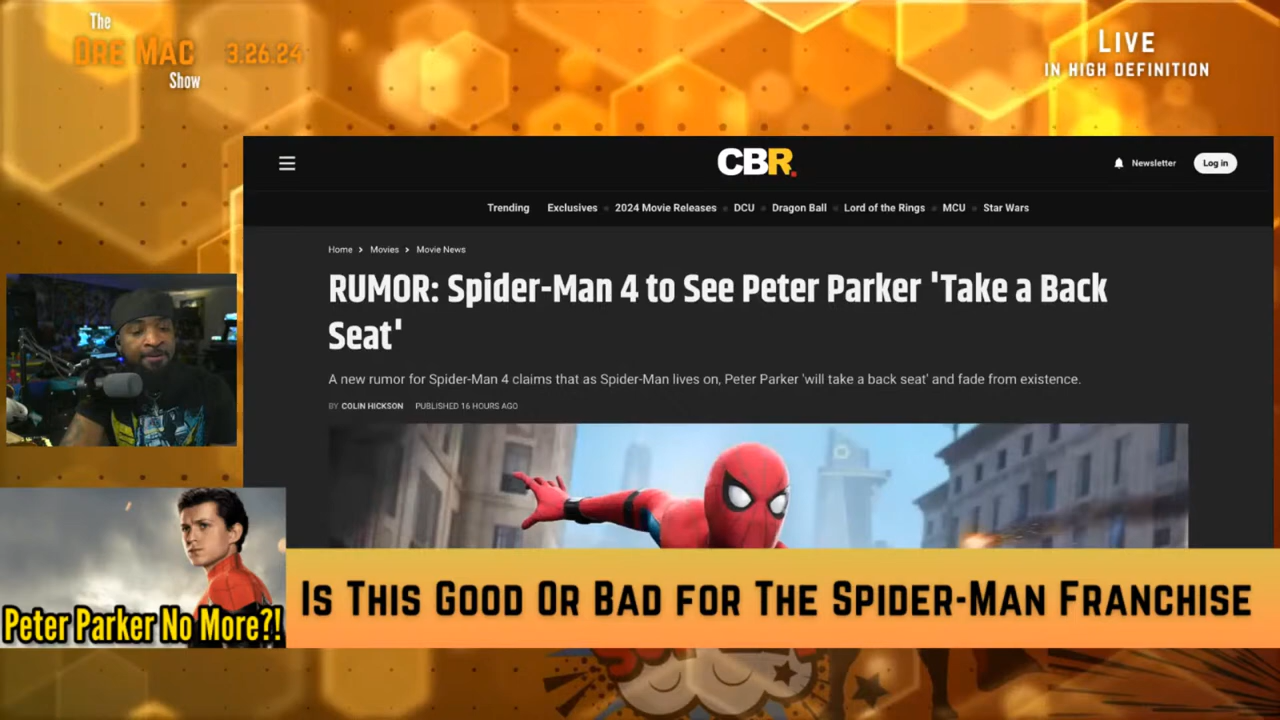 The
DRE MAC 3.26.24
Show
LIVE
IN HIGH DEFINITION
CBR.
Newsletter
Log in
Trending Exclusives 2024 Movie Releases DCU Dragon Ball Lord of the Rings MCU Star Wars
Home > Movies > Movie News
RUMOR: Spider-Man 4 to See Peter Parker 'Take a Back
Seat'
A new rumor for Spider-Man 4 claims that as Spider-Man lives on, Peter Parker 'will take a back seat' and fade from existence.
BY COLIN HICKSON PUBLISHED 16 HOURS AGO
Peter Parker No More?!
IS THIS GOOD OR BAD FOR THE SPIDER-MAN FRANCHISE